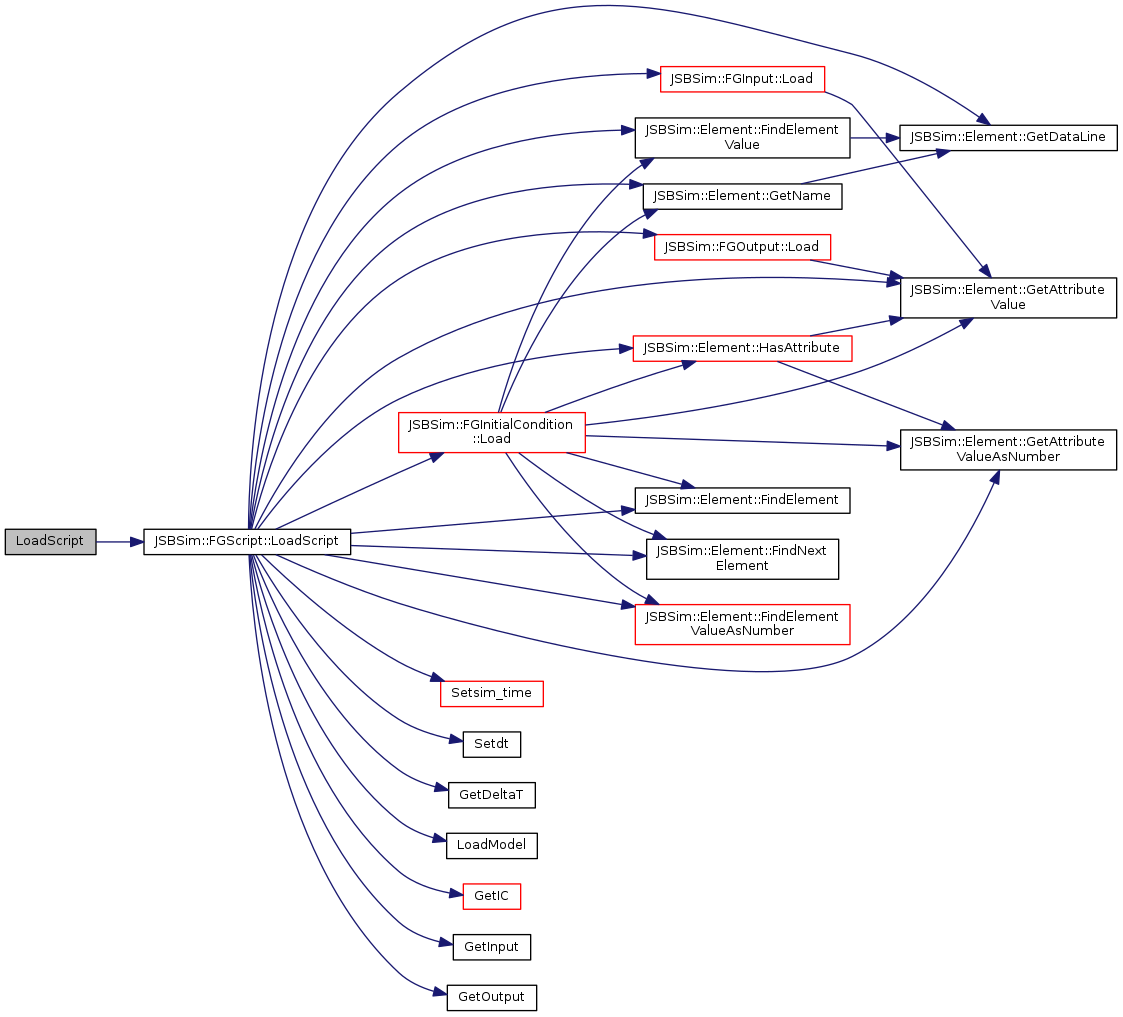 LoadScript
JSBSim::FGScript::LoadScript
JSBSim::FGInput::Load
JSBSim::Element::FindElement
Value
JSBSim::Element::GetDataLine
JSBSim::Element::GetName
JSBSim::FGOutput::Load
JSBSim::Element::GetAttribute
Value
JSBSim::Element::HasAttribute
JSBSim::FGInitialCondition
::Load
JSBSim::Element::GetAttribute
ValueAsNumber
JSBSim::Element::FindElement
JSBSim::Element::FindNext
Element
JSBSim::Element::FindElement
ValueAsNumber
Setsim_time
Setdt
GetDeltaT
LoadModel
GetIC
GetInput
GetOutput